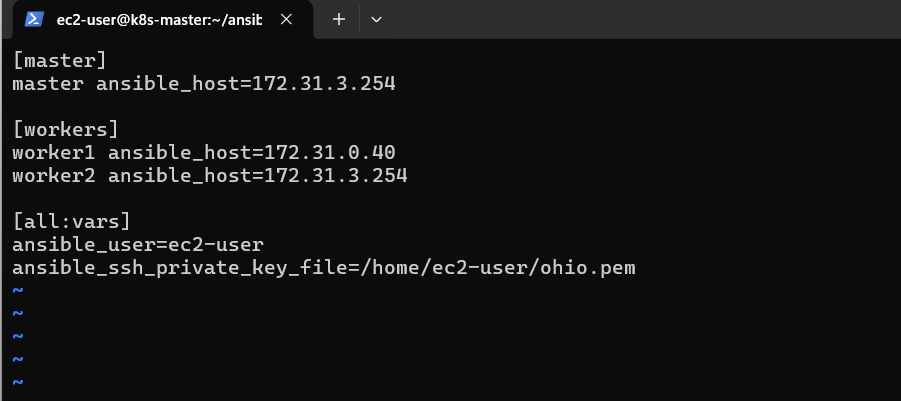 ec2-user@k8s-master:~/ansib
[master]
master ansible_host=172.31.3.254
[workers]
worker1 ansible_host=172.31.0.40
worker2 ansible_host=172.31.3.254
[all:vars]
ansible_user=ec2-user
ansible_ssh_private_key_file=/home/ec2-user/ohio.pem
~
~
~
~
~